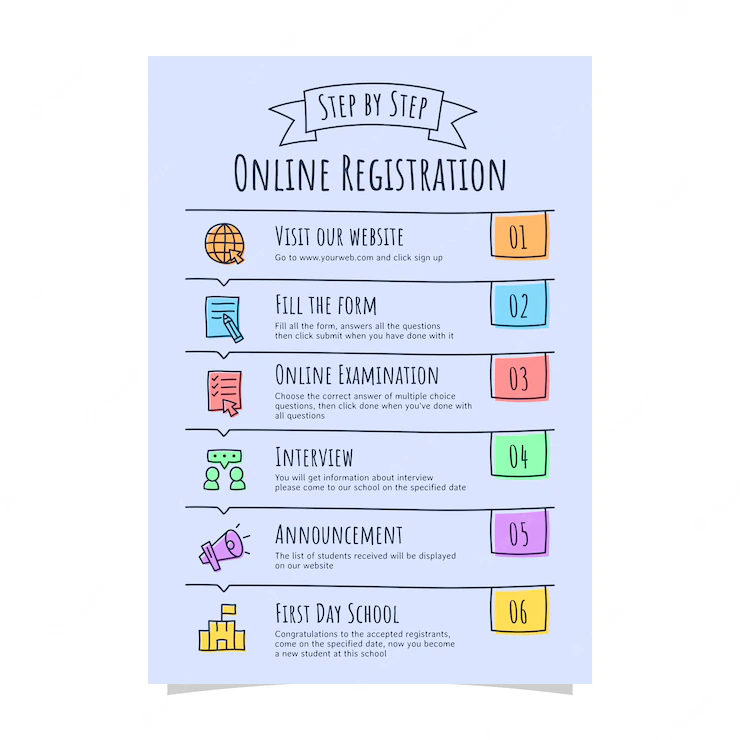 Step by Step
Online Registration
Visit our website
01
Go to www.yourweb.com and click sign up
Fill the form
02
Fill all the form, answers all the questions
then click submit when you have done with it
Online Examination
03
Choose the correct answer of multiple choice
questions, then click done when you've done with
all questions
Interview
04
You will get information about interview
please come to our school on the specified date
Announcement
05
The list of students received will be displayed
on our website
First Day School
06
Congratulations to the accepted registrants,
come on the specified date, now you become
a new student at this school